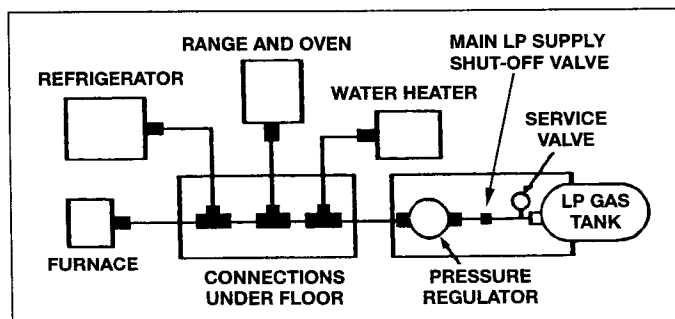 RANGE AND OVEN
MAIN LP SUPPLY
SHUT-OFF VALVE
REFRIGERATOR
WATER HEATER
SERVICE
VALVE
LP GAS
TANK
FURNACE
CONNECTIONS
UNDER FLOOR
PRESSURE
REGULATOR